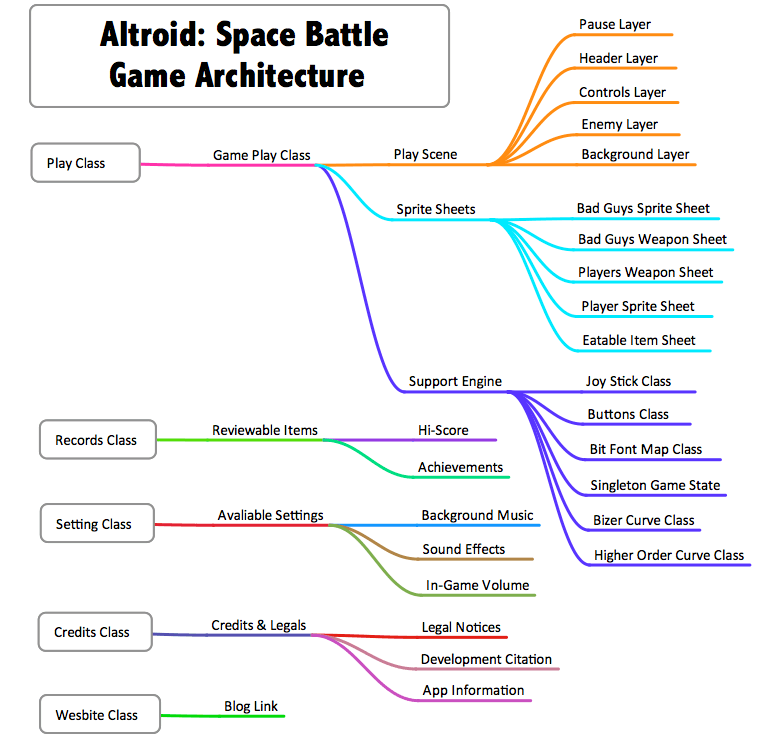 Altroid: Space Battle
Game Architecture
Play Class
Game Play Class
Play Scene
Pause Layer
Header Layer
Controls Layer
Enemy Layer
Background Layer
Sprite Sheets
Bad Guys Sprite Sheet
Bad Guys Weapon Sheet
Players Weapon Sheet
Player Sprite Sheet
Eatable Item Sheet
Support Engine
Joy Stick Class
Buttons Class
Bit Font Map Class
Singleton Game State
Bizer Curve Class
Higher Order Curve Class
Records Class
Reviewable Items
Hi-Score
Achievements
Setting Class
Avaliable Settings
Background Music
Sound Effects
In-Game Volume
Credits Class
Credits & Legals
Legal Notices
Development Citation
App Information
Wesbite Class
Blog Link